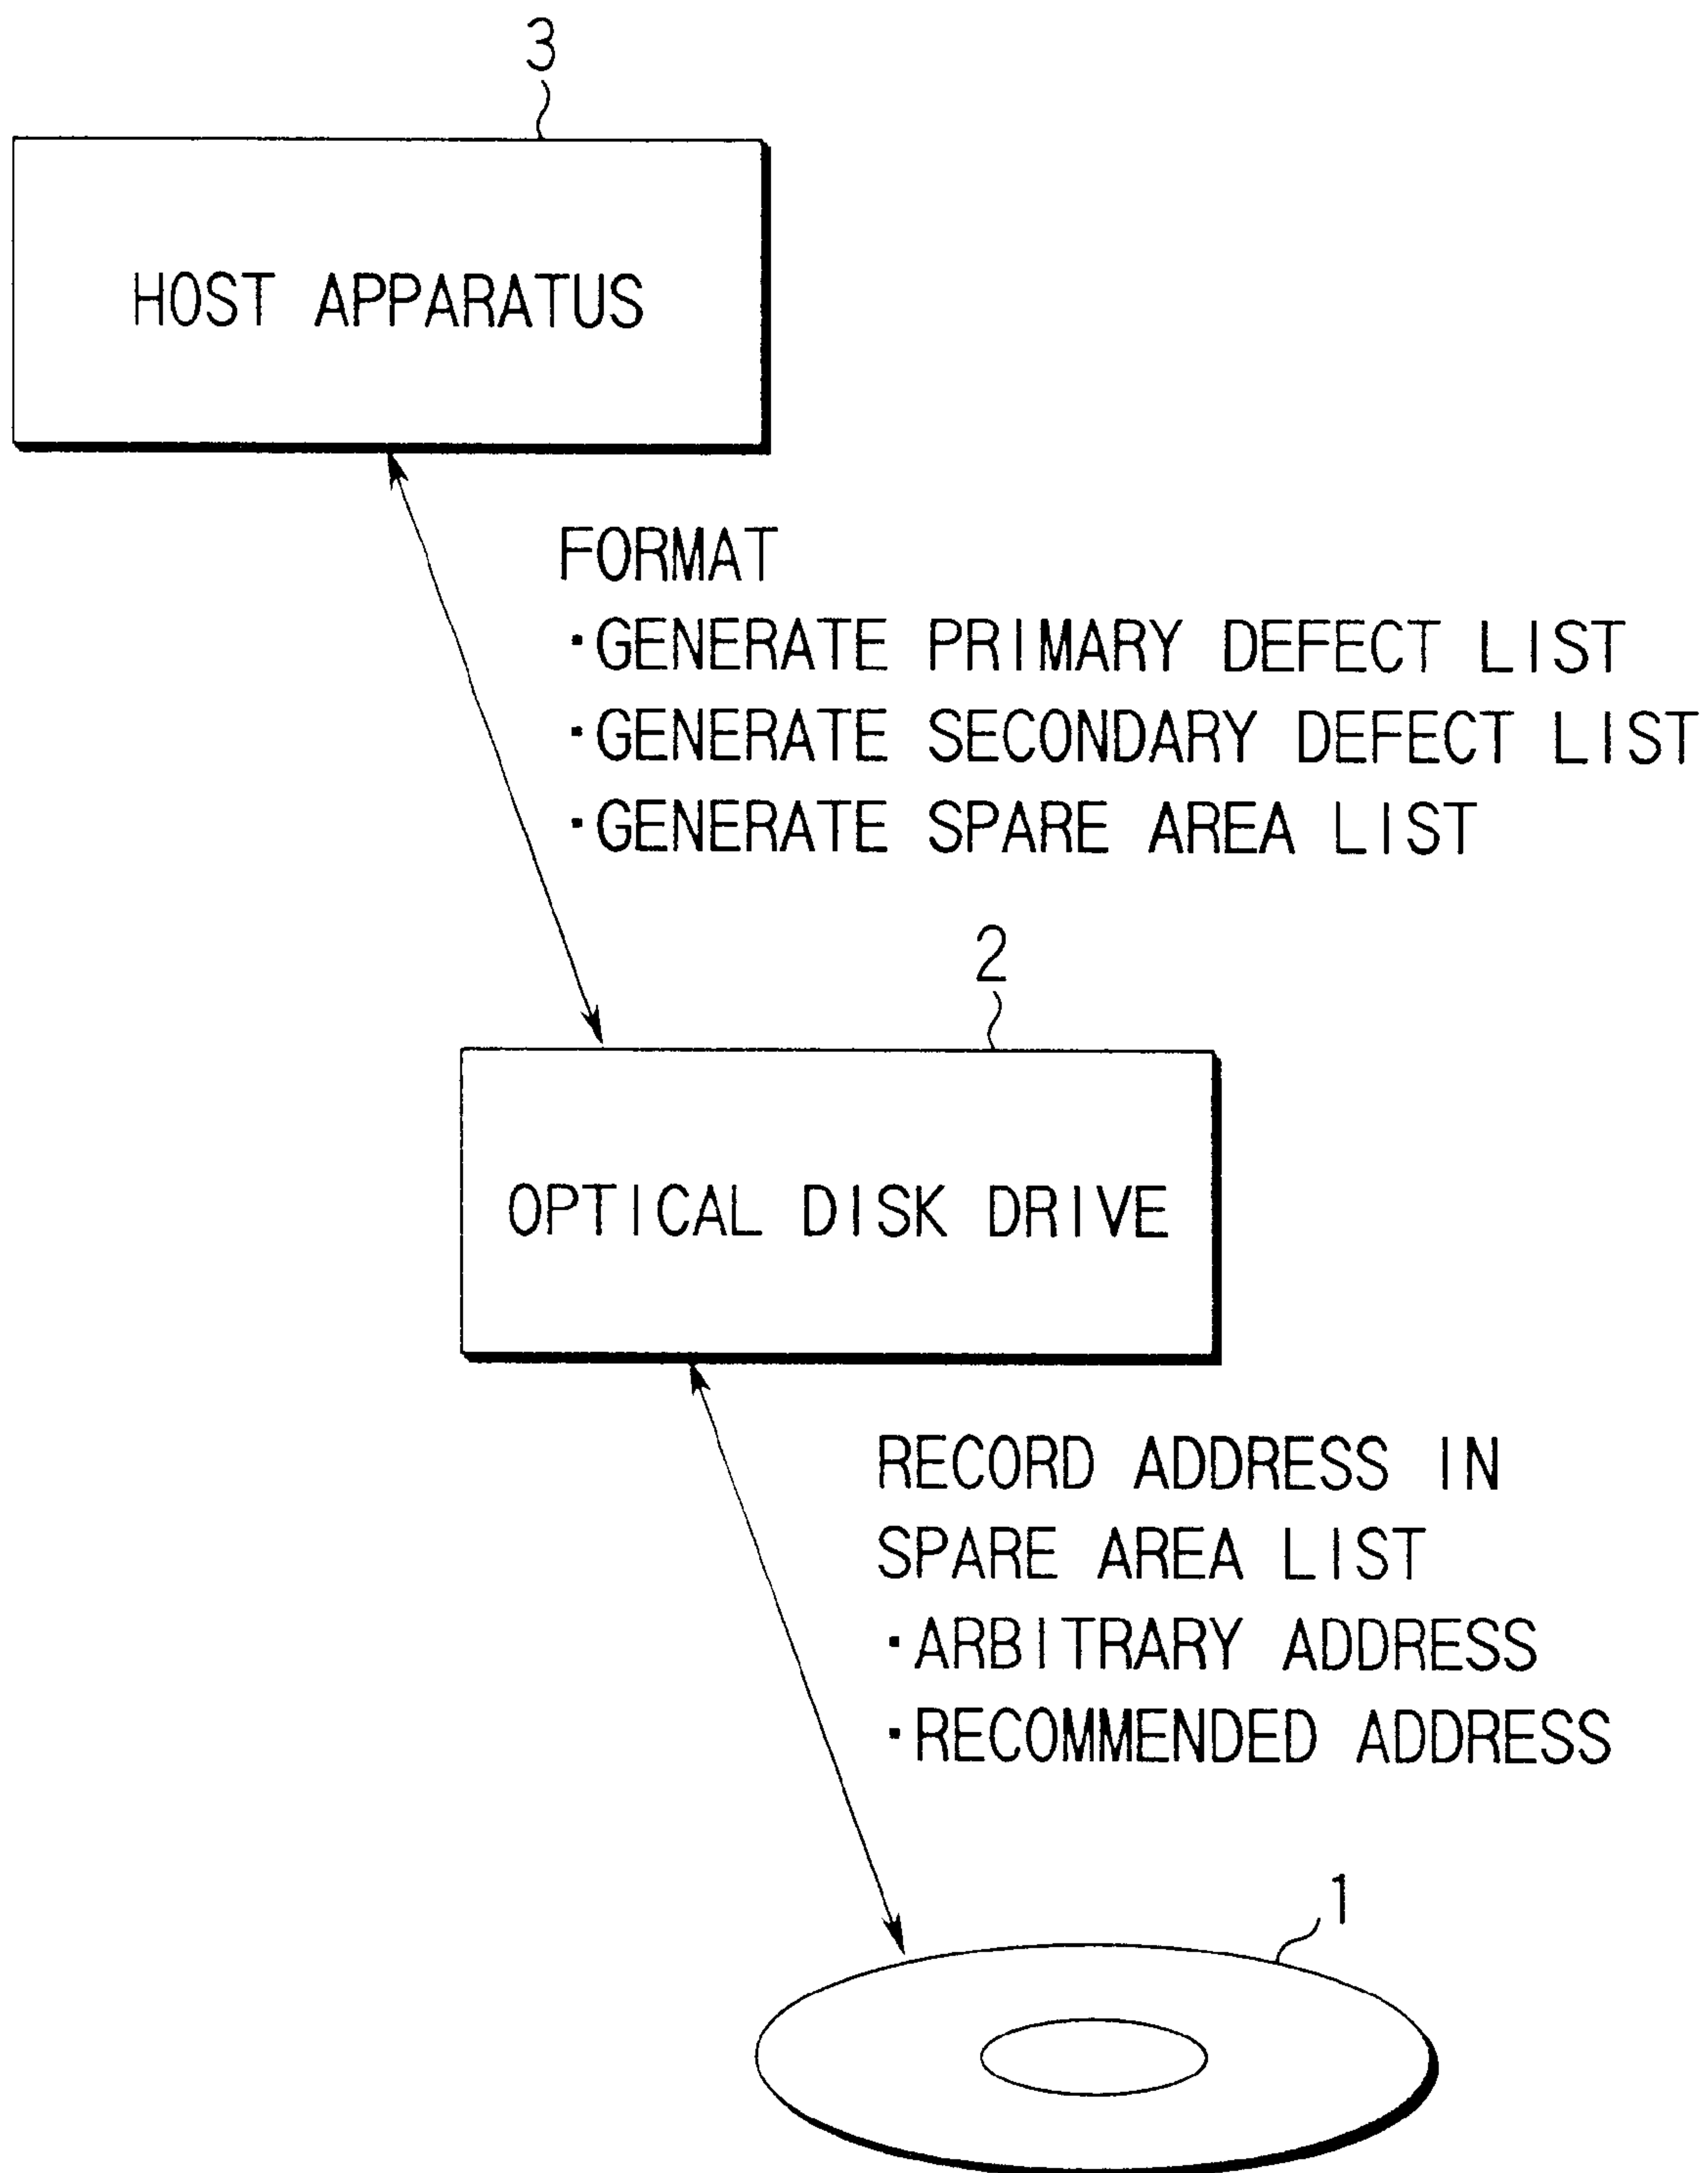 3
HOST APPARATUS
FORMAT
・GENERATE PRIMARY DEFECT LIST
・GENERATE SECONDARY DEFECT LIST
・GENERATE SPARE AREA LIST
2
OPTICAL DISK DRIVE
RECORD ADDRESS IN
SPARE AREA LIST
・ARBITRARY ADDRESS
・RECOMMENDED ADDRESS
1